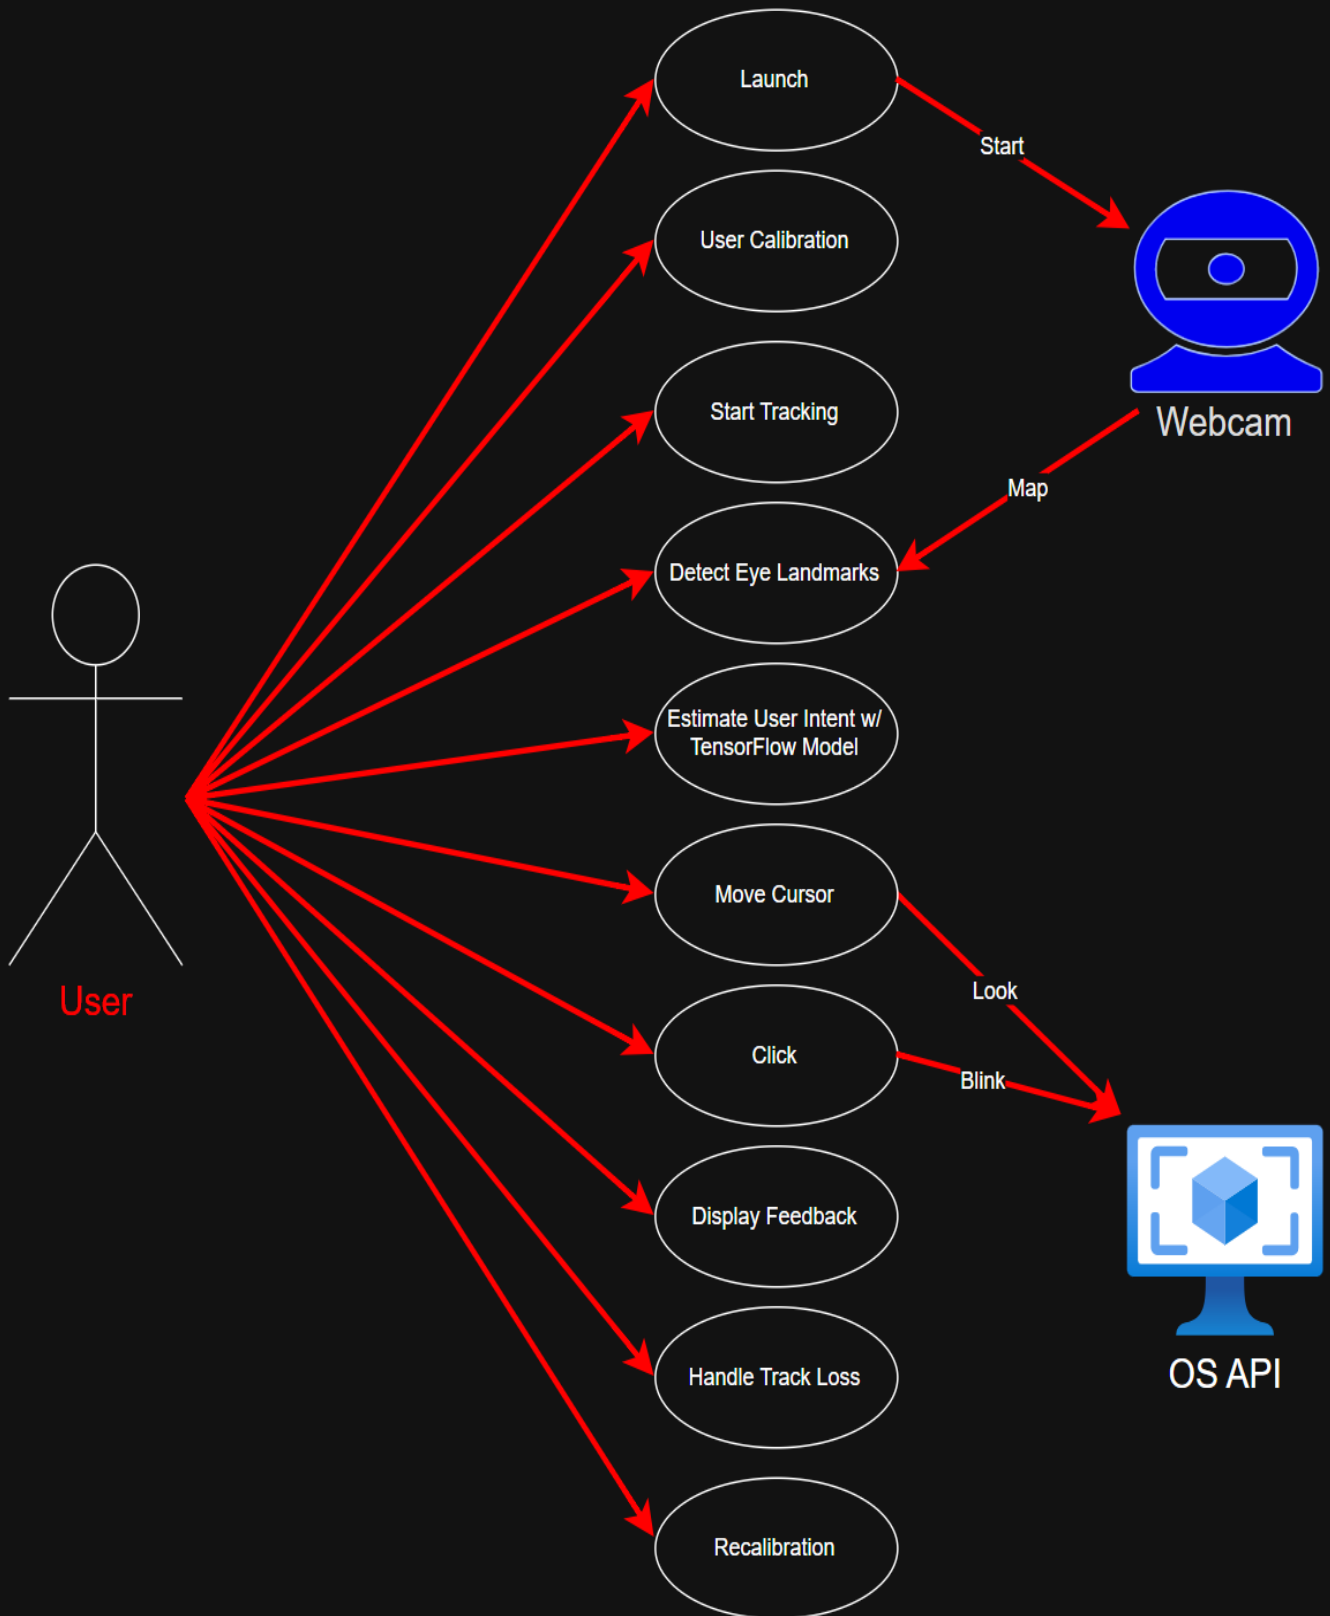 Launch
Start
User Calibration
Webcam
Start Tracking
Map
Detect Eye Landmarks
Estimate User Intent w/
TensorFlow Model
Move Cursor
User
Look
Click
Blink
Display Feedback
OS API
Handle Track Loss
Recalibration